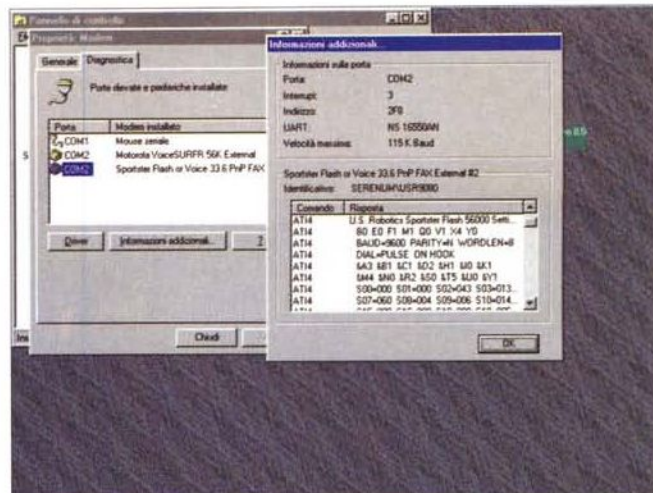 Pannello di controllo
Proprietà: Modem
Generale
Diagnostica
Porte rilevate e periferiche installate
Porta Modem installato
COM1 Mouse seriale
COM2 Motorola VoiceSURFR 56K External
COM2 Sportster Flash or Voice 33.6 PnP FAX
Driver
Informazioni addizionali...
Chiudi
Informazioni addizionali...
Informazioni sulla porta
Porta: COM2
Interrupt: 3
Indirizzo: 2F8
UART: NS 16550AN
Velocità massima: 115 K Baud
Sportster Flash or Voice 33.6 PnP FAX External #2
Identificativo: SERENUM\USR9080
Comando Risposta
ATI4 U.S. Robotics Sportster Flash 56000 Setti...
ATI4 B0 E0 F1 M1 Q0 V1 X4 Y0
ATI4 BAUD=9600 PARITY=N WORDLEN=8
ATI4 DIAL=PULSE ON HOOK
ATI4 &A3 &B1 &C1 &D2 &H1 &I0 &K1
ATI4 &M4 &N0 &R2 &S0 &T5 &U0 &Y1
ATI4 S00=000 S01=000 S02=043 S03=013...
ATI4 S07=060 S08=004 S09=006 S10=014...
ATI4
OK